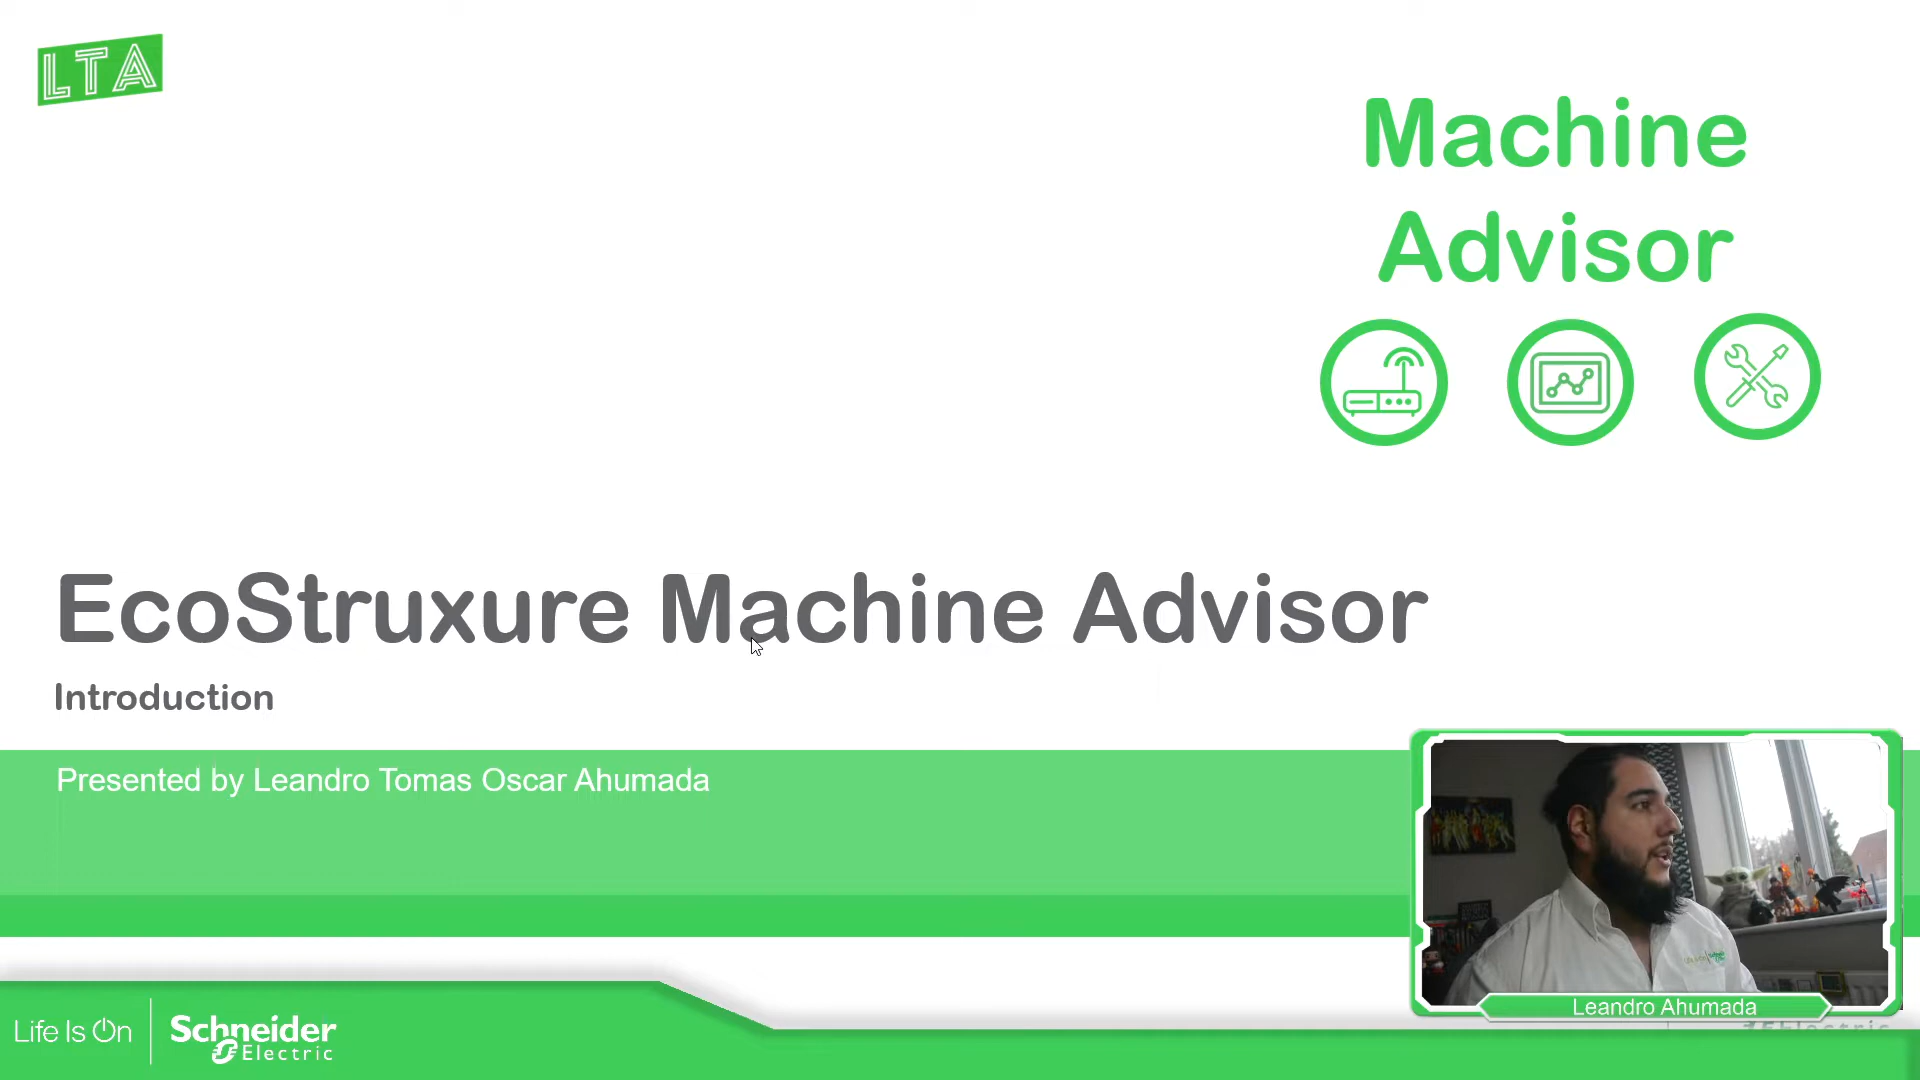 LTA
Machine
Advisor
EcoStruxure Machine Advisor
Introduction
Presented by Leandro Tomas Oscar Ahumada
Leandro Ahumada
Life Is On
Schneider
Electric